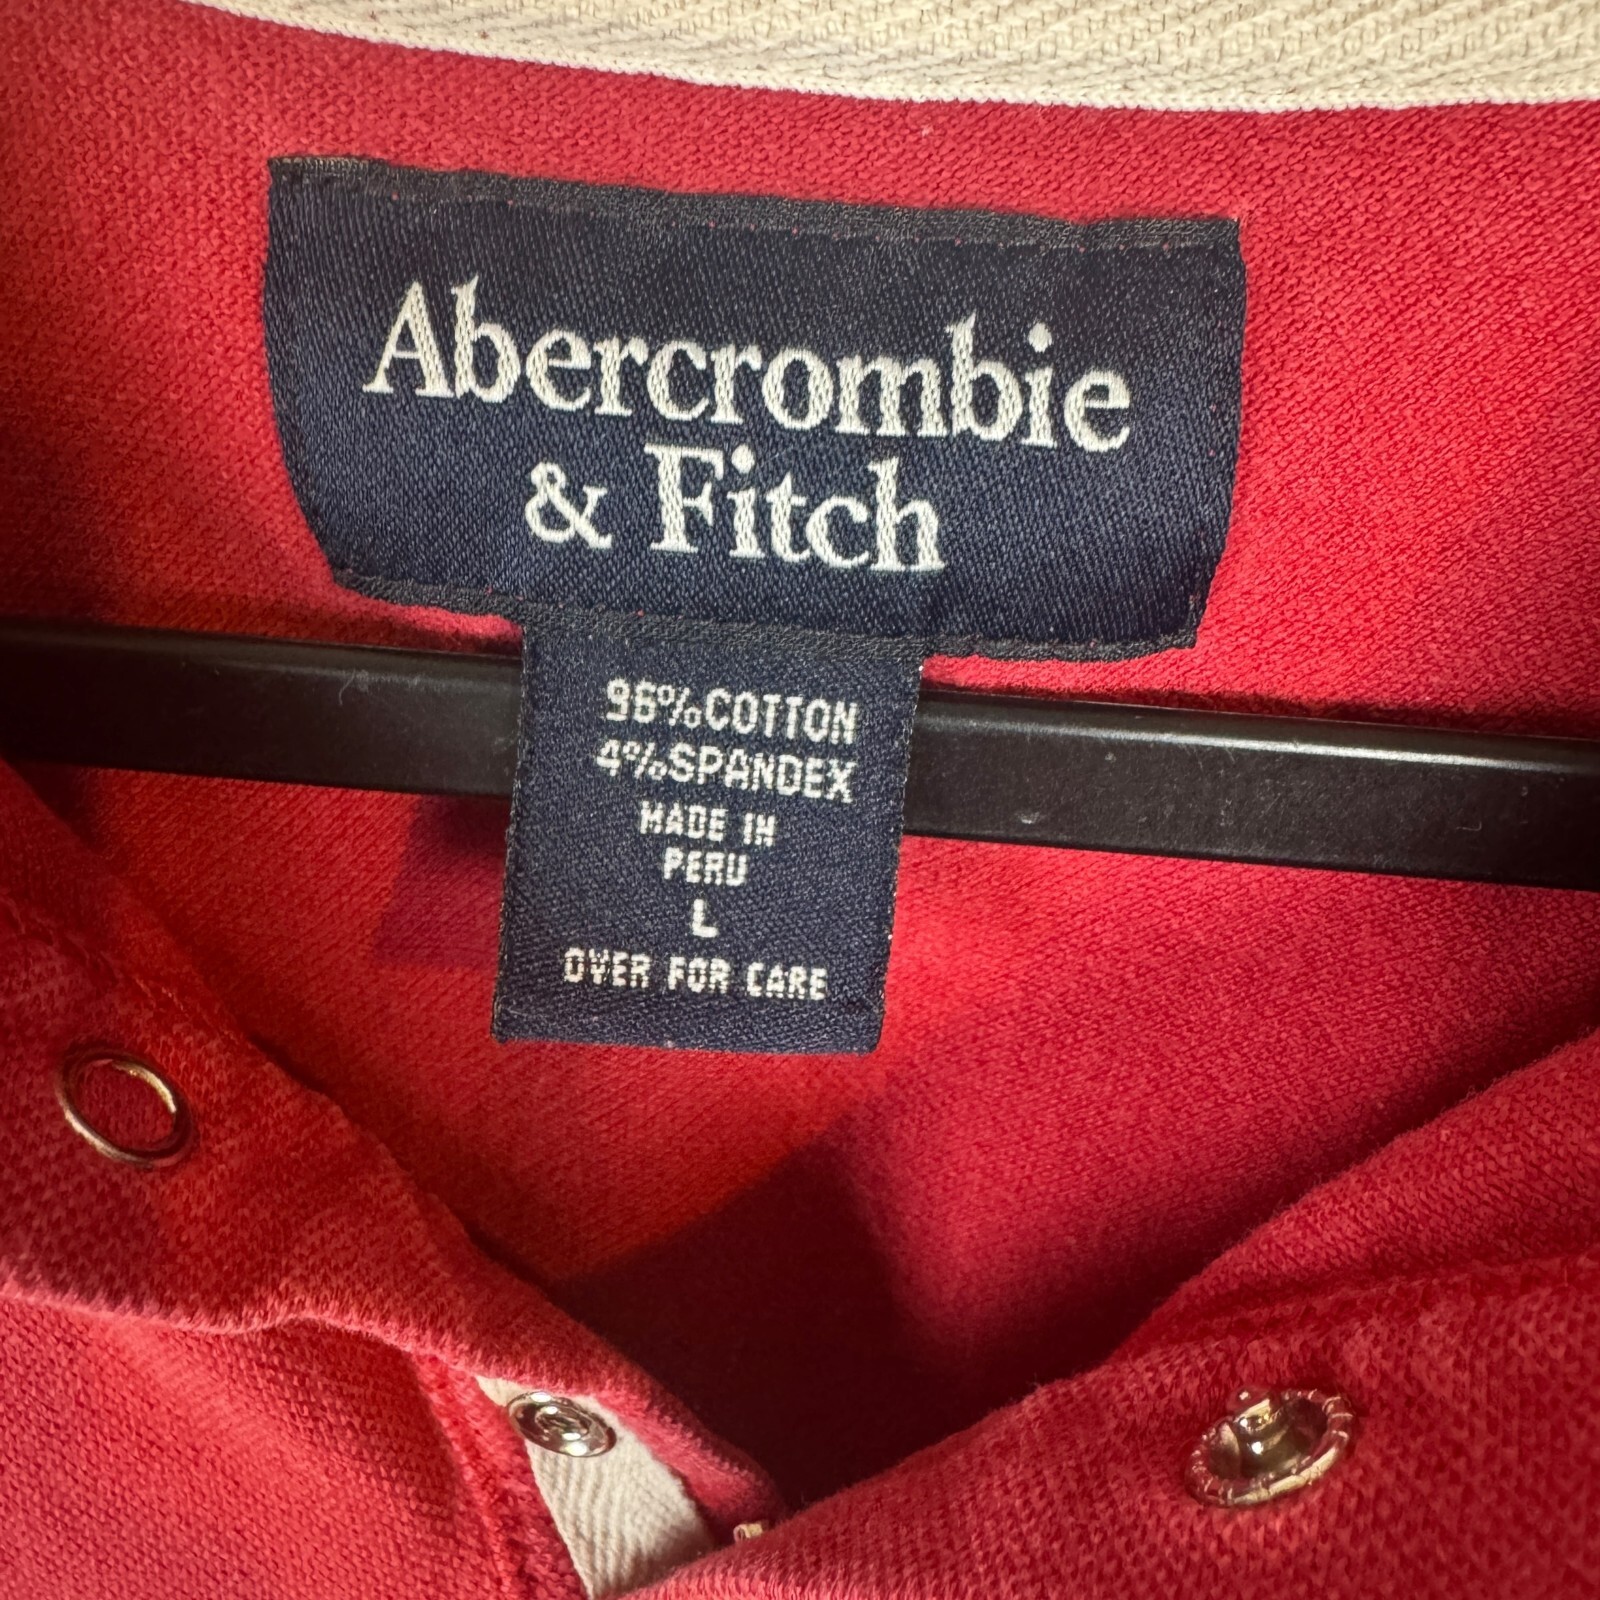 Abercrombie
& Fitch
96%COTTON
4%SPANDEX
MADE IN
PERU
L
OVER FOR CARE